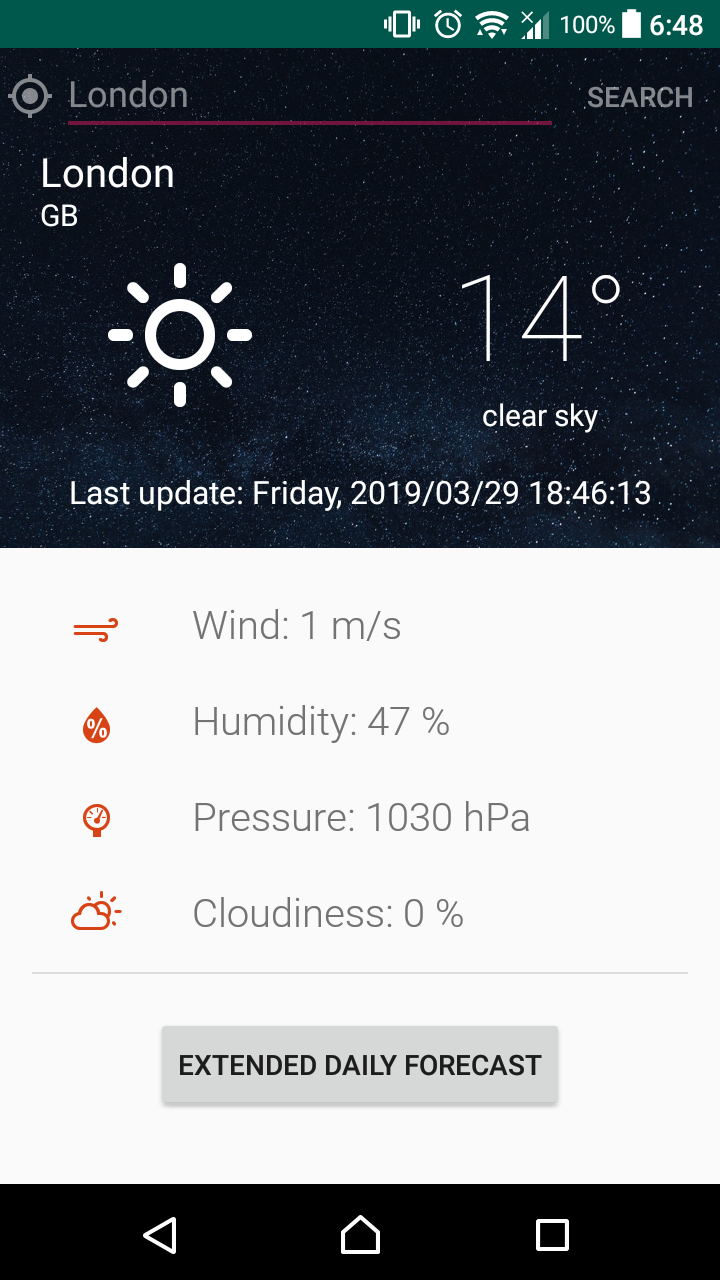 100% 6:48
London SEARCH
London
GB
14°
clear sky
Last update: Friday, 2019/03/29 18:46:13
Wind: 1 m/s
% Humidity: 47 %
Pressure: 1030 hPa
Cloudiness: 0 %
EXTENDED DAILY FORECAST